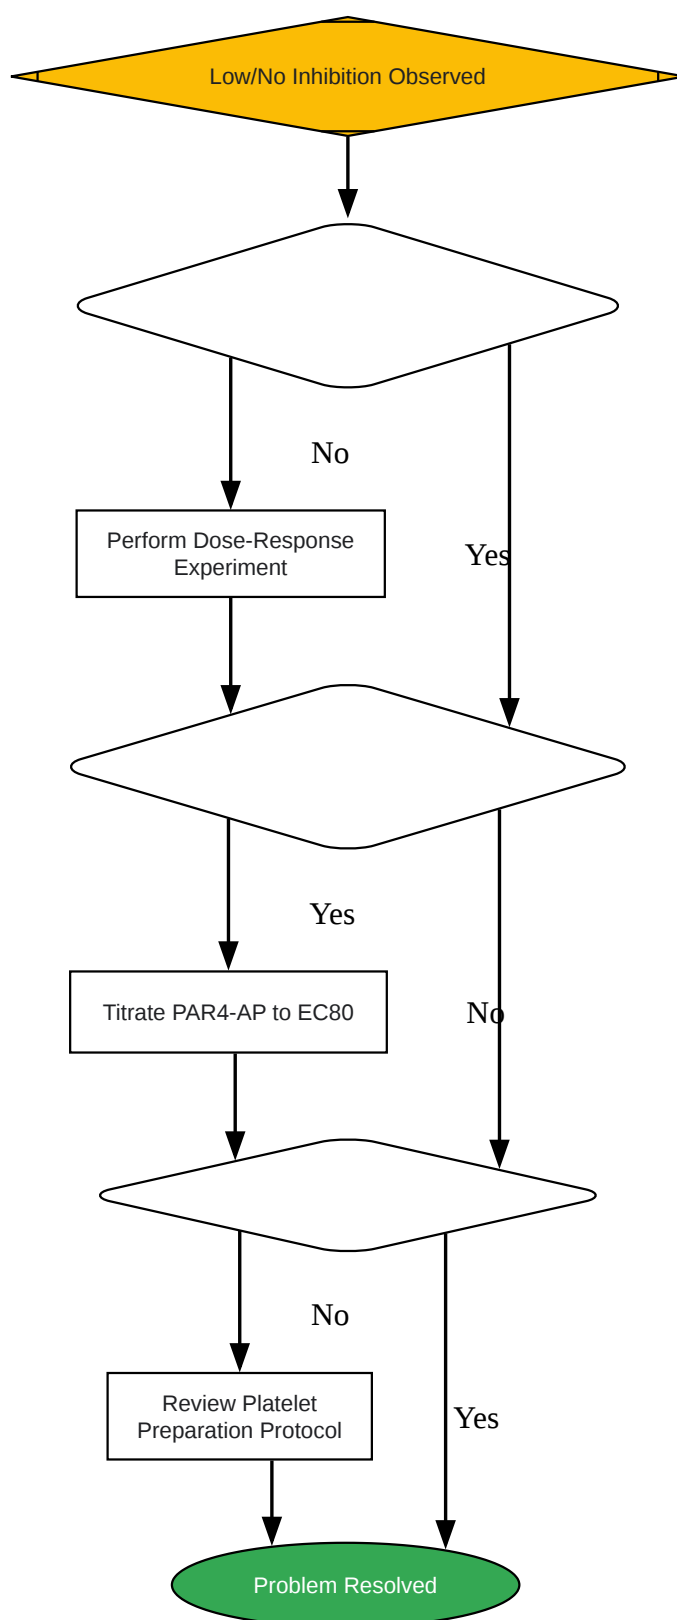 Low/No Inhibition Observed
No
Perform Dose-Response
Experiment
Yes
Yes
Titrate PAR4-AP to EC80
No
No
Review Platelet
Preparation Protocol
Yes
Problem Resolved